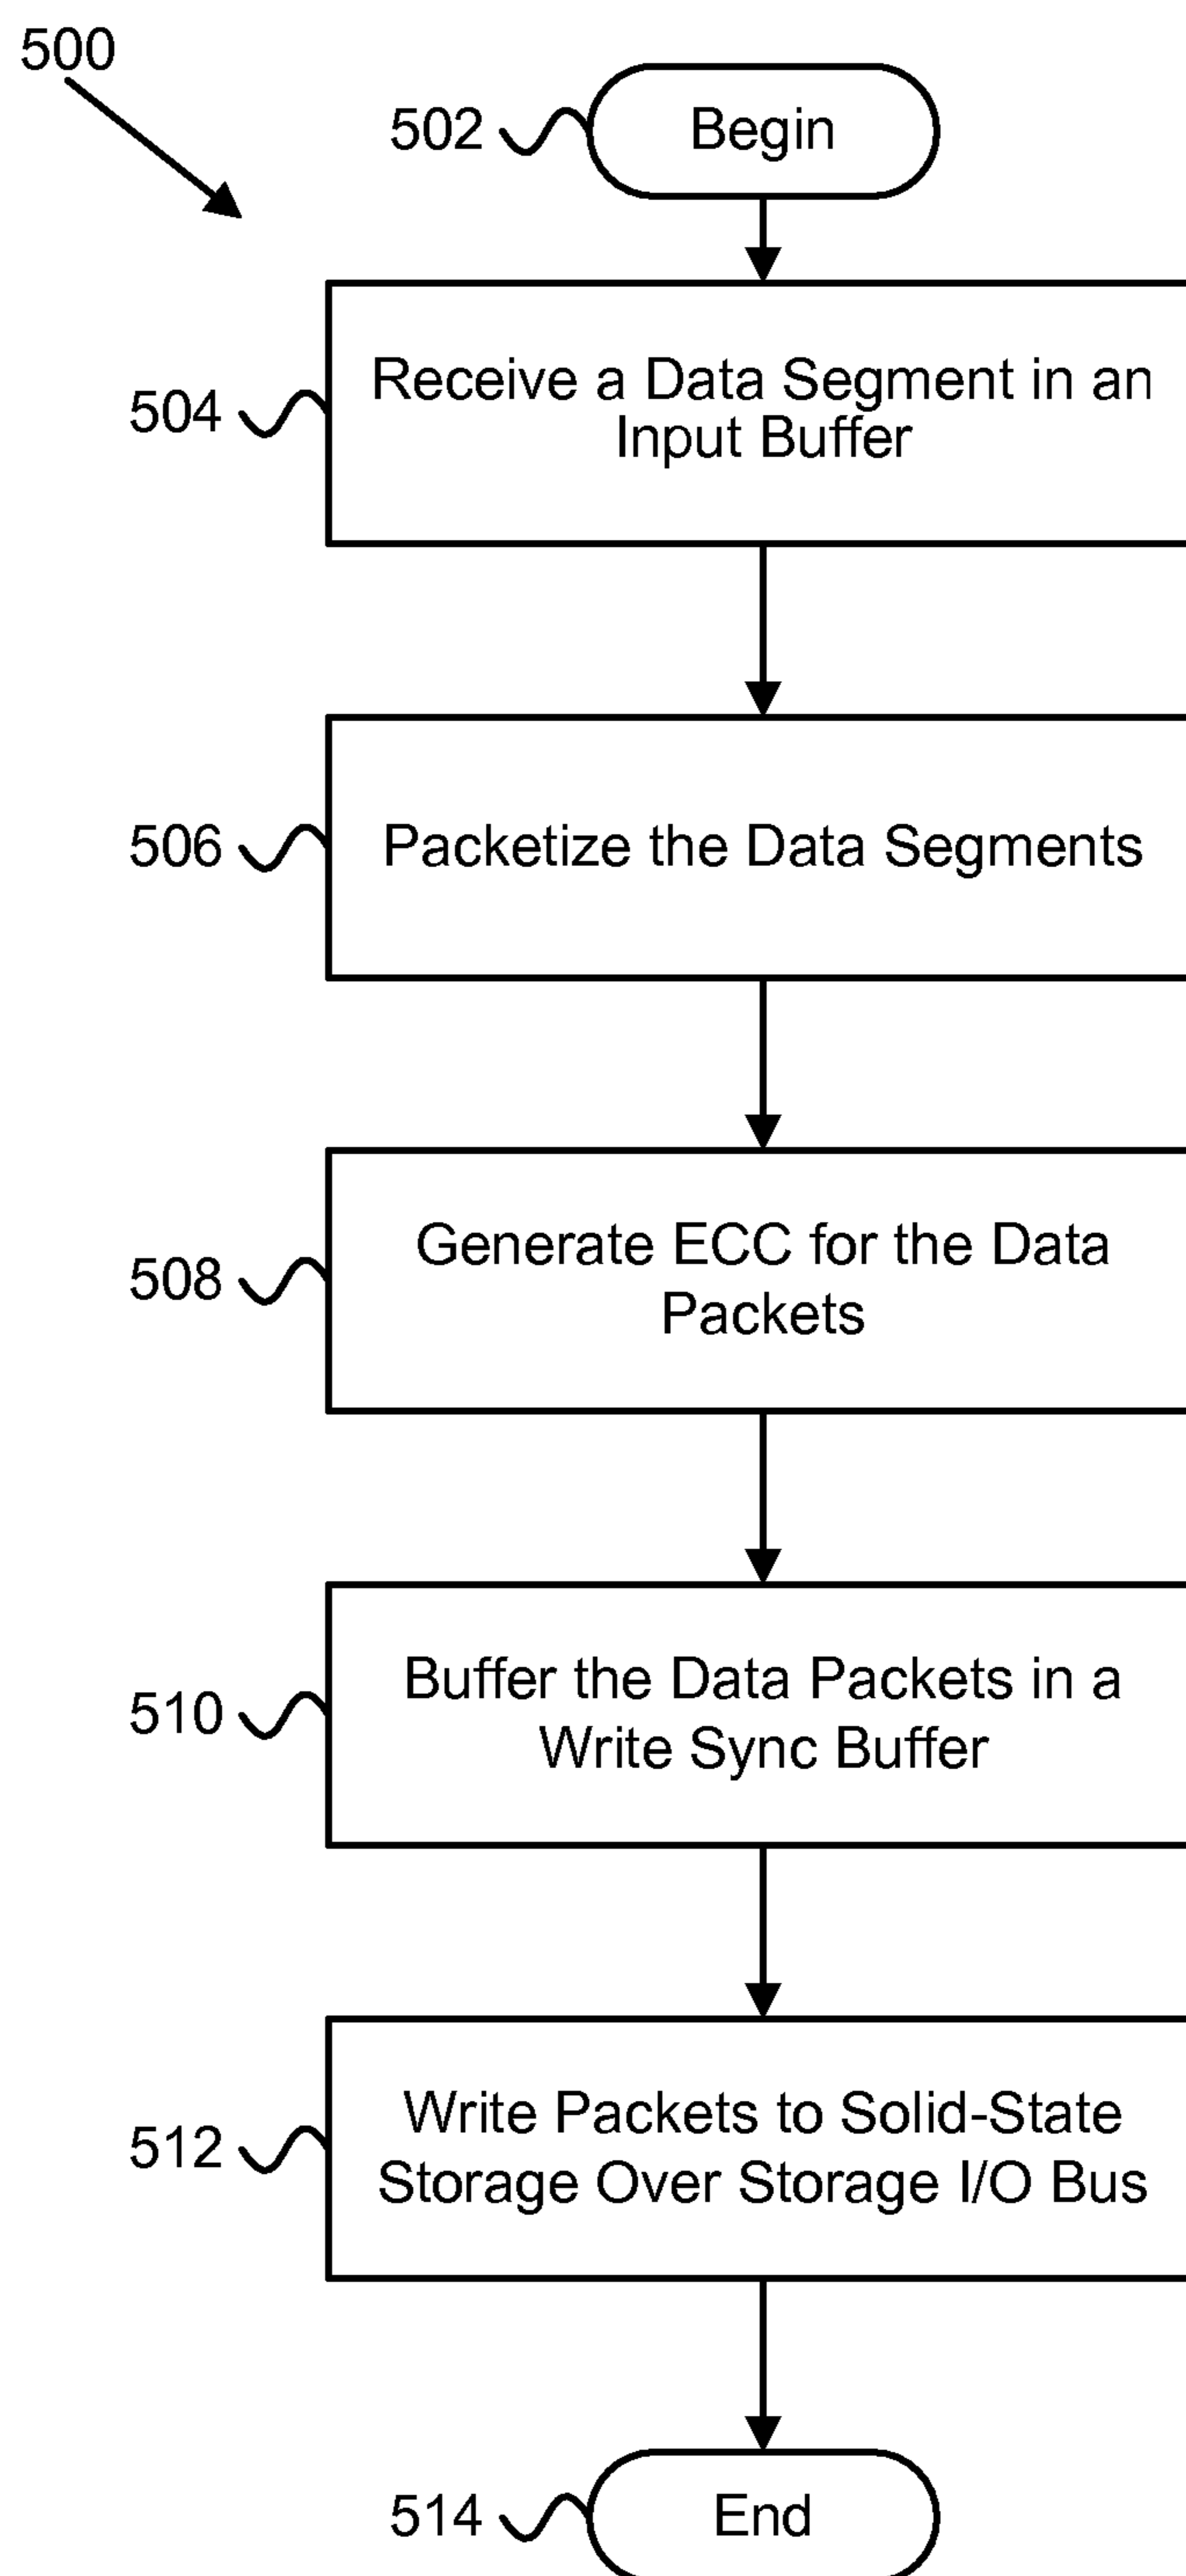 500
502
Begin
504
Receive a Data Segment in an
Input Buffer
506
Packetize the Data Segments
508
Generate ECC for the Data
Packets
510
Buffer the Data Packets in a
Write Sync Buffer
512
Write Packets to Solid-State
Storage Over Storage I/O Bus
514
End